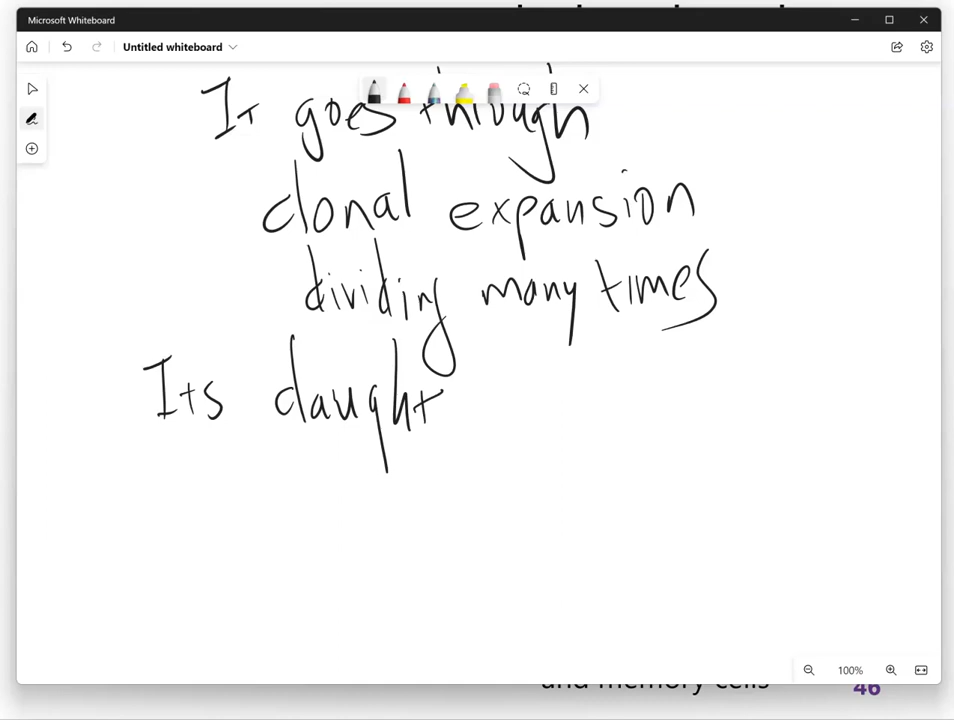 Microsoft Whiteboard
Untitled whiteboard
It goes through
clonal expansion
dividing many times
Its daught
100%
and memory cells
46